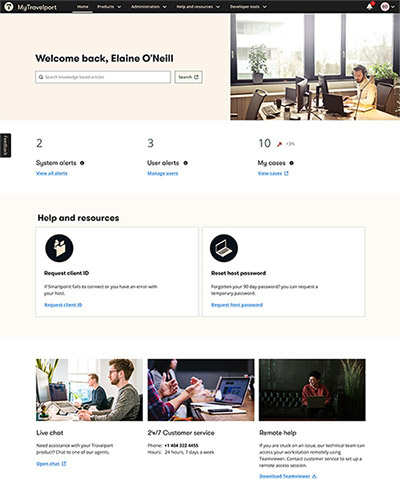 MyTravelport Home Products Administration Help and resources Developer tools
Welcome back, Elaine O'Neill
Search knowledge based articles Search
Feedback
2 3 10 +3%
System alerts User alerts My cases
View all alerts Manage users View cases
Help and resources
Request client ID
If Smartpoint fails to connect or you have an error with
your host.
Request client ID
Reset host password
Forgotten your 90 day password? you can request a
temporary password.
Request host password
Live chat
Need assistance with your Travelport
product? Chat to one of our agents.
Open chat
24/7 Customer service
Phone: +1 404 322 4455
Hours: 24 hours, 7 days a week
Remote help
If you are stuck on an issue, our technical team can
access your workstation remotely using
Teamviewer. Contact customer service to set up a
remote access session.
Download Teamviewer